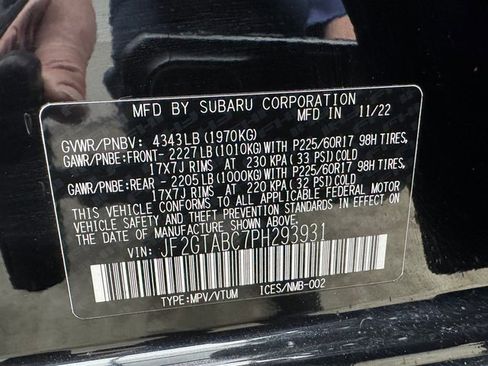 MFD BY SUBARU CORPORATION IN 11/22
GVWR/PNBV: 4343LB (1970KG)
GAWR/PNBE:FRONT- 2227LB (1010KG)WITH P225/60R17 98H TIRES,
17X7J RIMS AT 230 KPA (33 PSI)COLD
GAWR/PNBE:REAR - 2205LB (1000KG)WITH P225/60R17 98H TIRES,
17X7J RIMS AT 220 KPA (32 PSI)COLD
THIS VEHICLE CONFORMS TO ALL APPLICABLE FEDERAL MOTOR
VEHICLE SAFETY AND THEFT PREVENTION STANDARDS IN EFFECT ON
THE DATE OF MANUFACTURE SHOWN ABOVE.
VIN: JF2GTABC7PH293931
TYPE:MPV/VTUM ICES/NMB-002